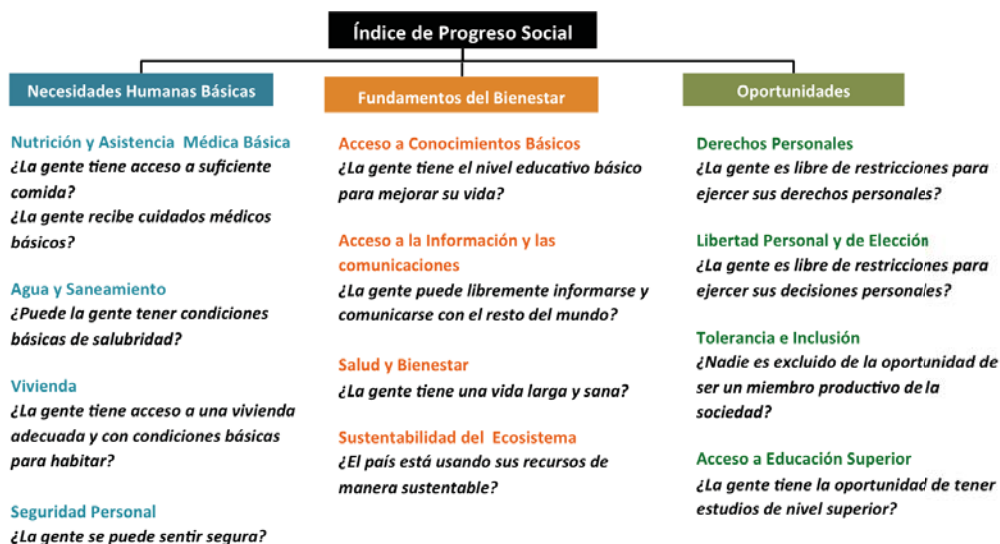 Índice de Progreso Social
Necesidades Humanas Básicas
Nutrición y Asistencia Médica Básica
¿La gente tiene acceso a suficiente
comida?
¿La gente recibe cuidados médicos
básicos?
Agua y Saneamiento
¿Puede la gente tener condiciones
básicas de salubridad?
Vivienda
¿La gente tiene acceso a una vivienda
adecuada y con condiciones básicas
para habitar?
Seguridad Personal
¿La gente se puede sentir segura?
Fundamentos del Bienestar
Acceso a Conocimientos Básicos
¿La gente tiene el nivel educativo básico
para mejorar su vida?
Acceso a la Información y las
comunicaciones
¿La gente puede libremente informarse y
comunicarse con el resto del mundo?
Salud y Bienestar
¿La gente tiene una vida larga y sana?
Sustentabilidad del Ecosistema
¿El país está usando sus recursos de
manera sustentable?
Oportunidades
Derechos Personales
¿La gente es libre de restricciones para
ejercer sus derechos personales?
Libertad Personal y de Elección
¿La gente es libre de restricciones para
ejercer sus decisiones personales?
Tolerancia e Inclusión
¿Nadie es excluido de la oportunidad de
ser un miembro productivo de la
sociedad?
Acceso a Educación Superior
¿La gente tiene la oportunidad de tener
estudios de nivel superior?